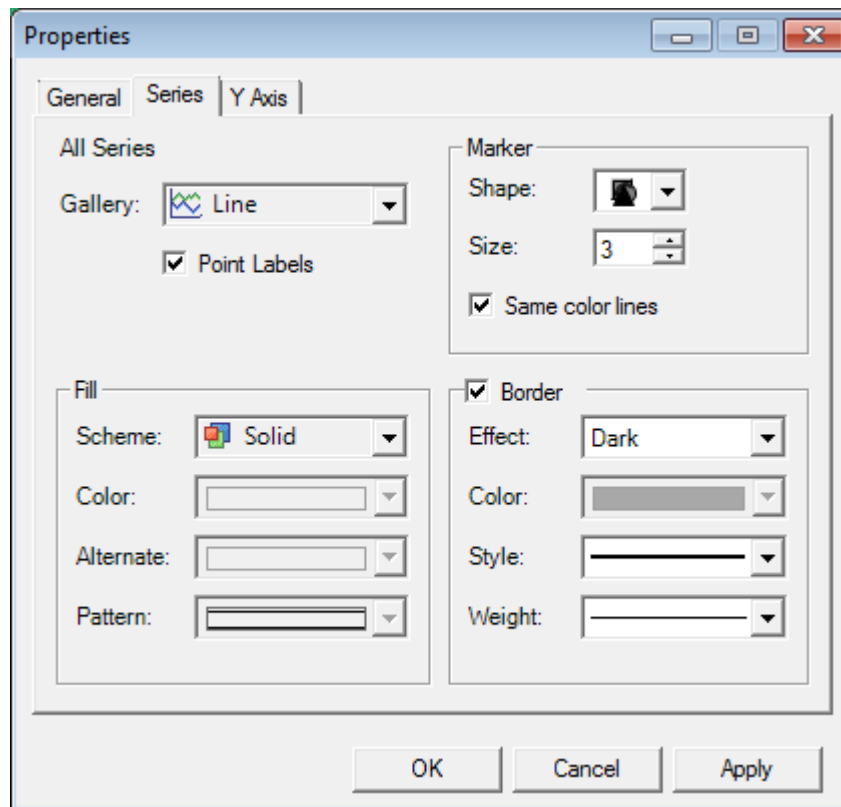 Properties
General Series Y Axis
All Series
Gallery: Line
Point Labels
Marker
Shape:
Size: 3
Same color lines
Fill
Scheme: Solid
Color:
Alternate:
Pattern:
Border
Effect: Dark
Color:
Style:
Weight:
OK Cancel Apply